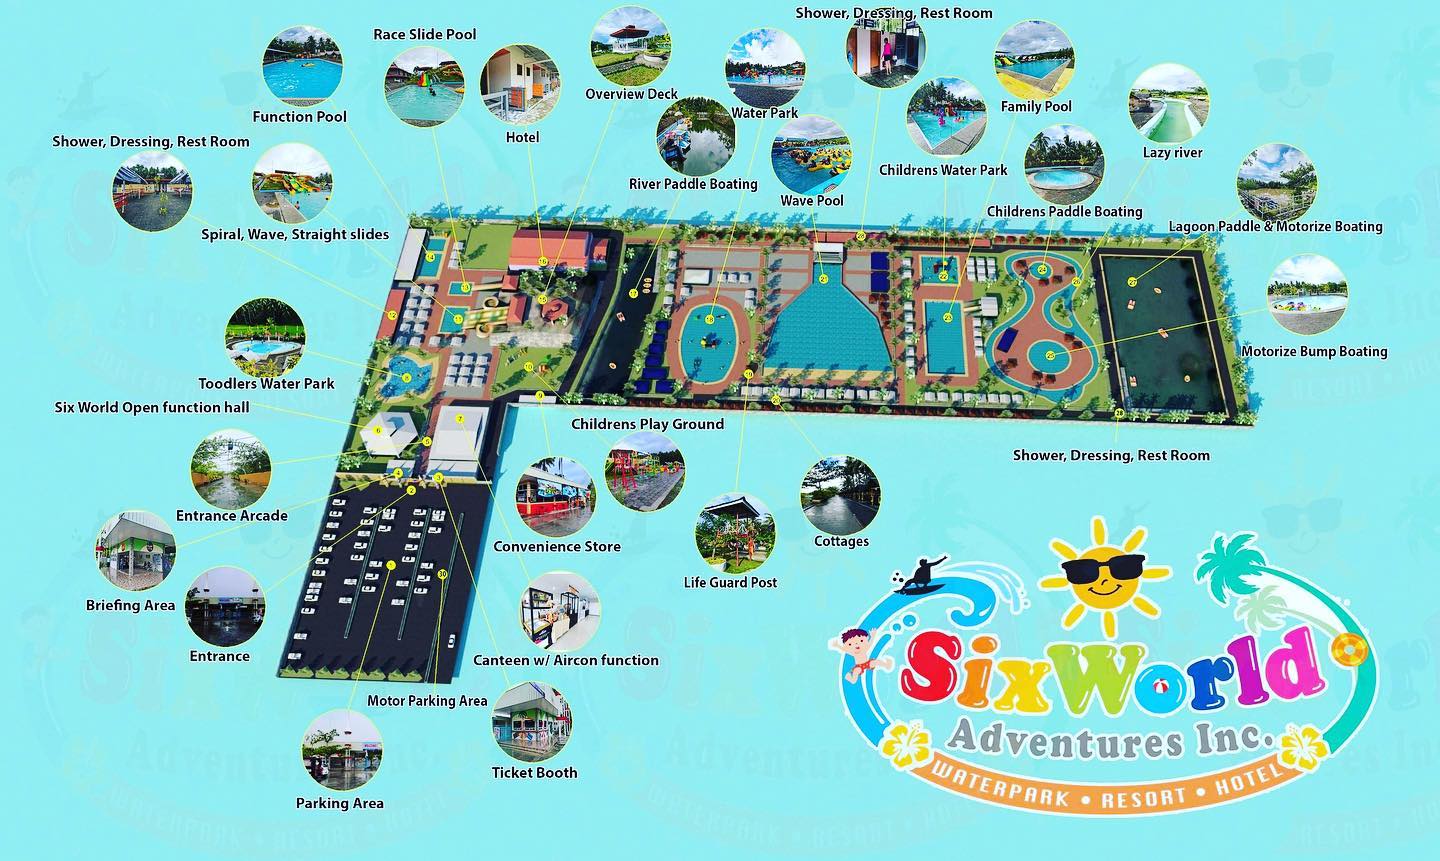 Shower, Dressing, Rest Room
Race Slide Pool
Function Pool
Hotel
Overview Deck
Water Park
Family Pool
Shower, Dressing, Rest Room
River Paddle Boating
Wave Pool
Childrens Water Park
Lazy river
Childrens Paddle Boating
Lagoon Paddle & Motorize Boating
Spiral, Wave, Straight slides
Motorize Bump Boating
Toodlers Water Park
Six World Open function hall
Childrens Play Ground
Shower, Dressing, Rest Room
Entrance Arcade
Convenience Store
Cottages
Life Guard Post
Briefing Area
Entrance
Canteen w/ Aircon function
Motor Parking Area
Ticket Booth
Parking Area
SixWorld
Adventures Inc.
WATERPARK • RESORT • HOTEL